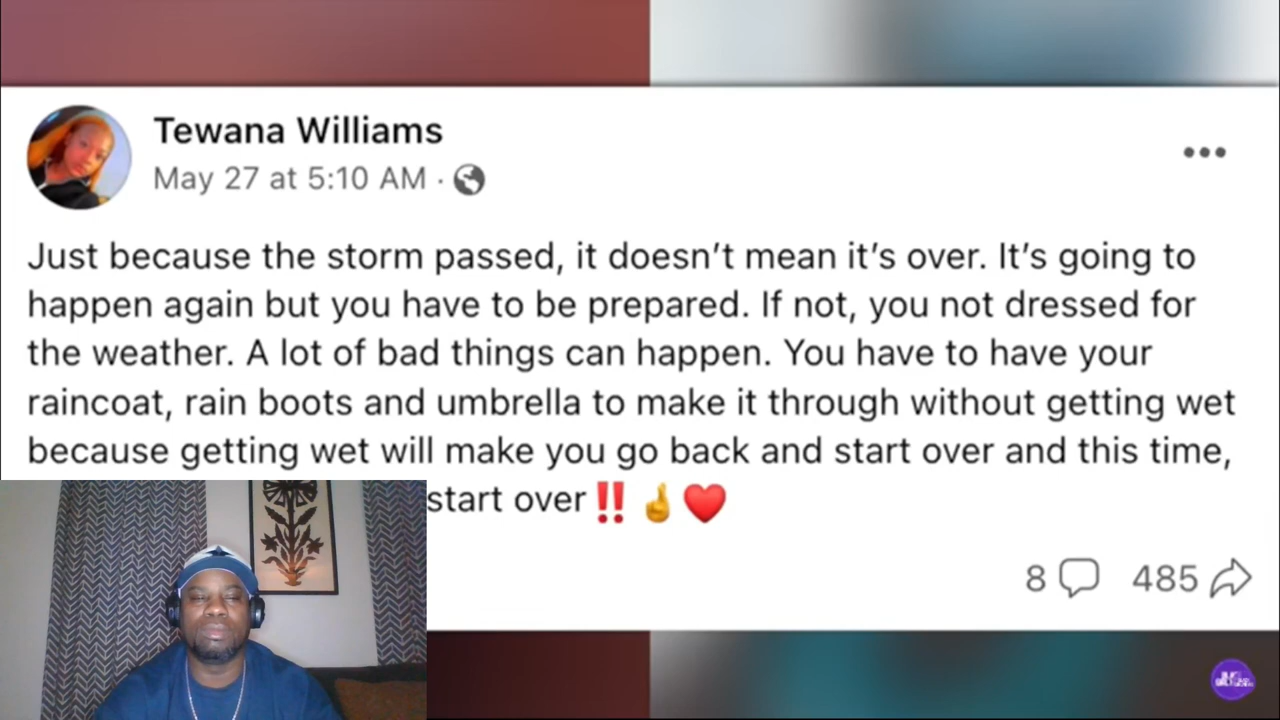 Tewana Williams
May 27 at 5:10 AM ·
Just because the storm passed, it doesn’t mean it’s over. It’s going to
happen again but you have to be prepared. If not, you not dressed for
the weather. A lot of bad things can happen. You have to have your
raincoat, rain boots and umbrella to make it through without getting wet
because getting wet will make you go back and start over and this time,
start over‼️🤞❤️
8 485